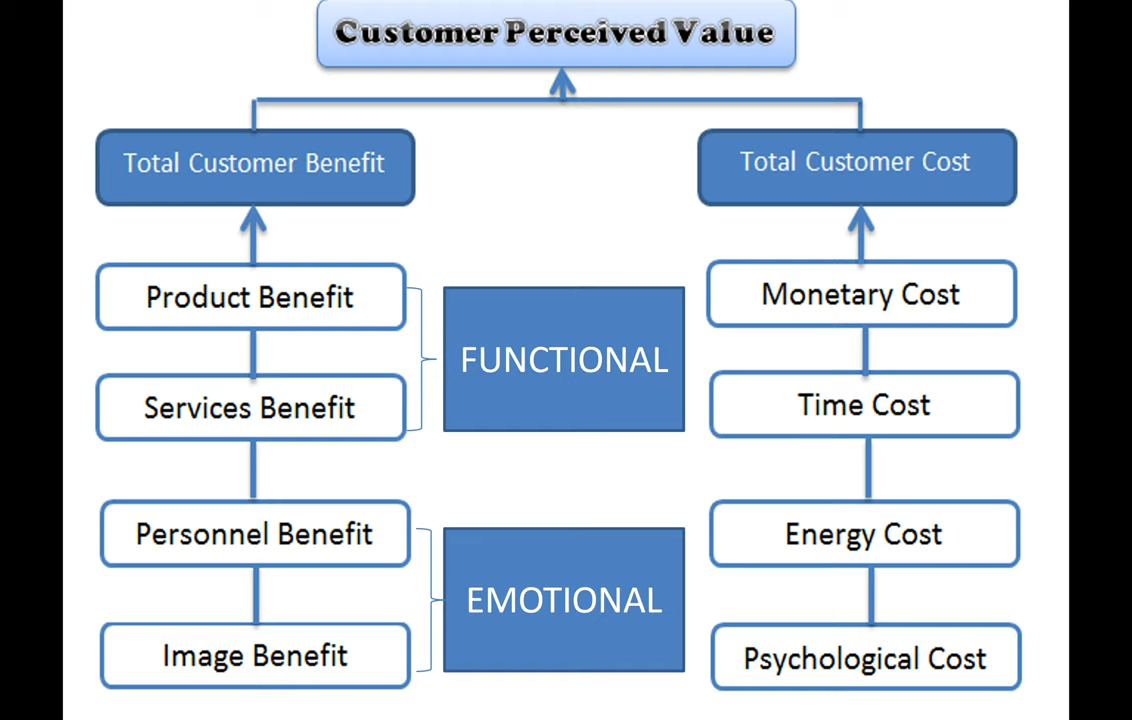 Customer Perceived Value
Total Customer Benefit
Total Customer Cost
Product Benefit
Services Benefit
Personnel Benefit
Image Benefit
FUNCTIONAL
EMOTIONAL
Monetary Cost
Time Cost
Energy Cost
Psychological Cost